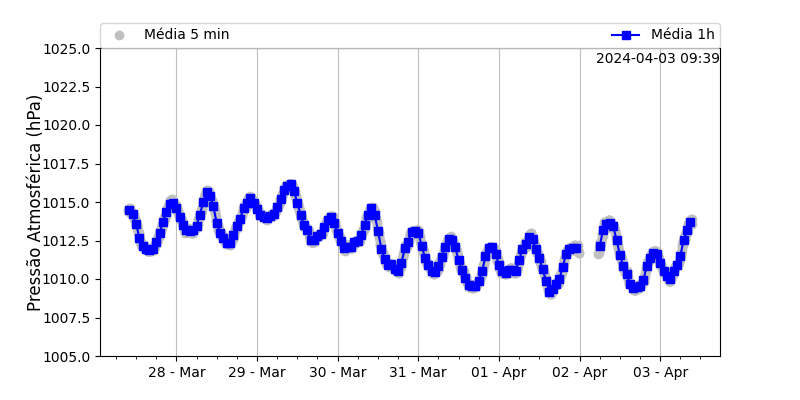 Média 5 min
Média 1h
2024-04-03 09:39
Pressão Atmosférica (hPa)
1025.0
1022.5
1020.0
1017.5
1015.0
1012.5
1010.0
1007.5
1005.0
28 - Mar
29 - Mar
30 - Mar
31 - Mar
01 - Apr
02 - Apr
03 - Apr